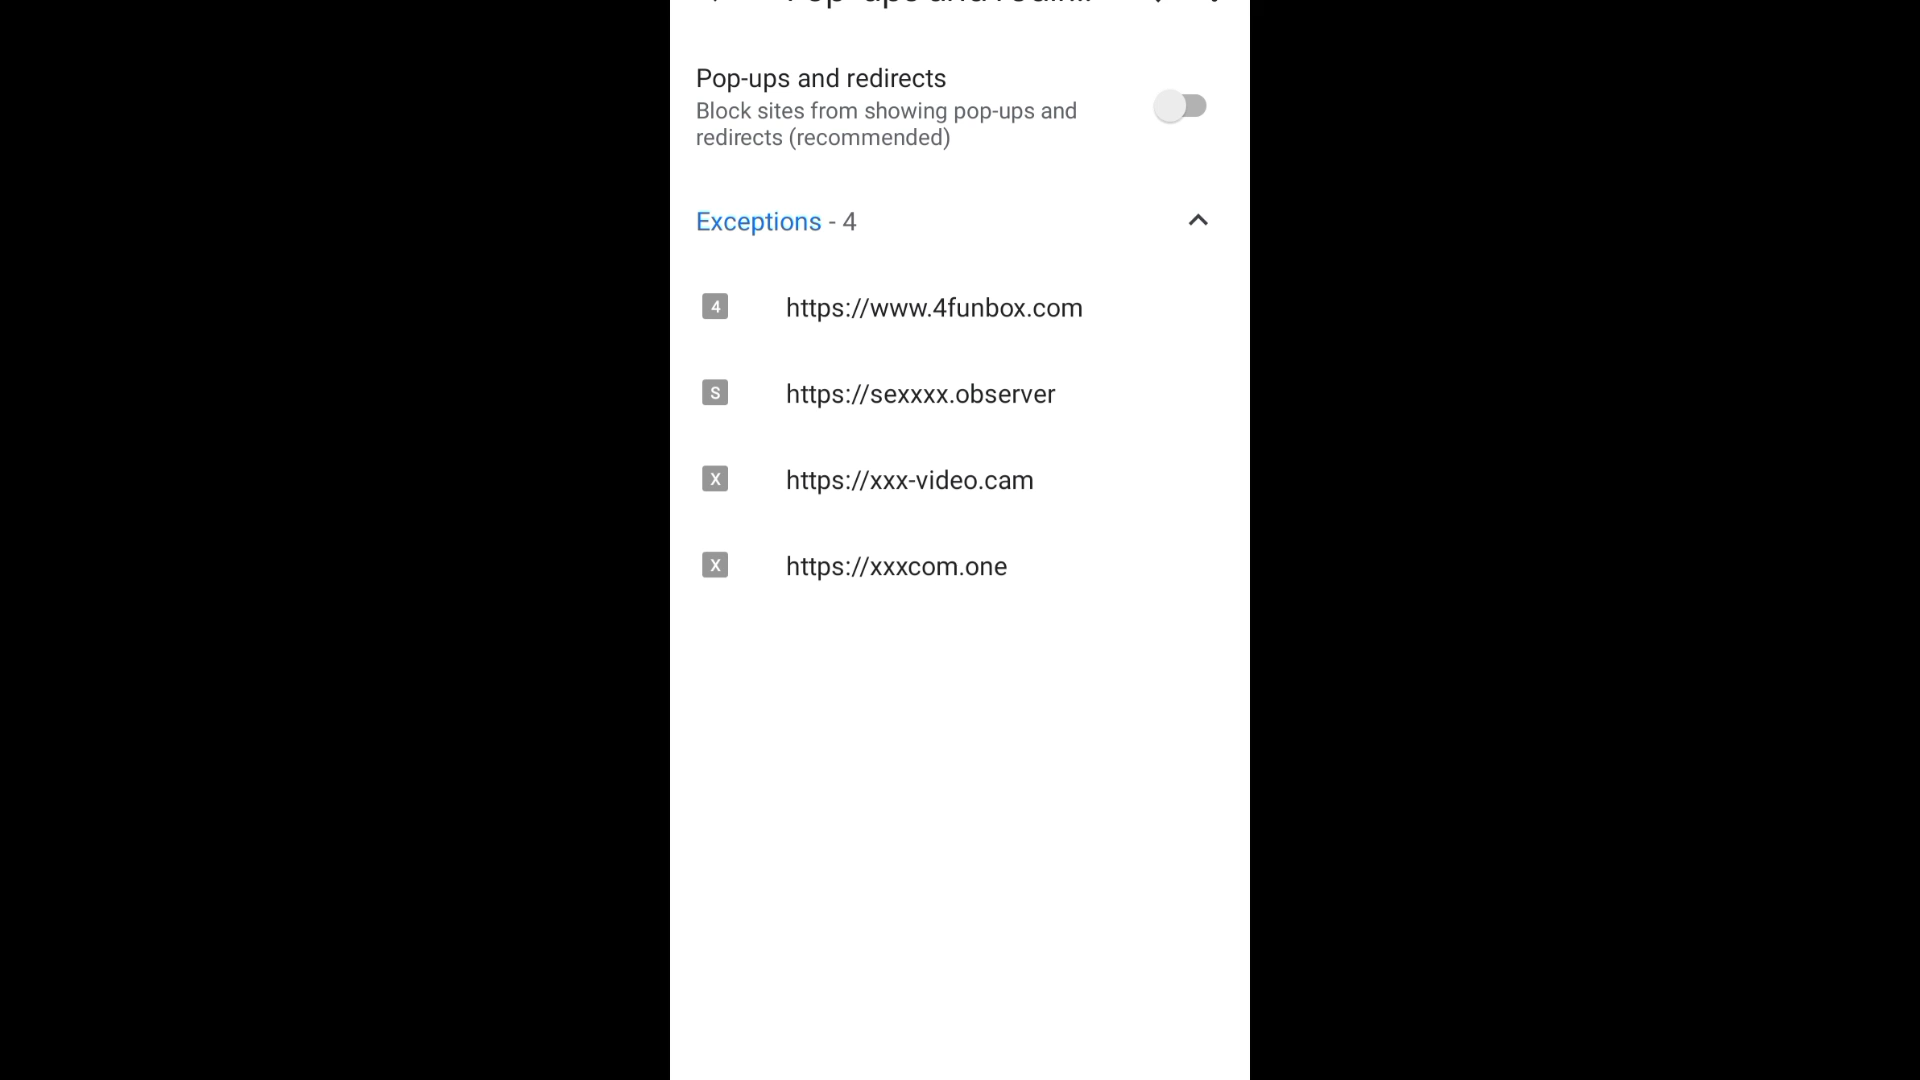 Pop-ups and redirects
Block sites from showing pop-ups and
redirects (recommended)
Exceptions - 4
4 https://www.4funbox.com
S https://sexxxx.observer
X https://xxx-video.cam
X https://xxxcom.one